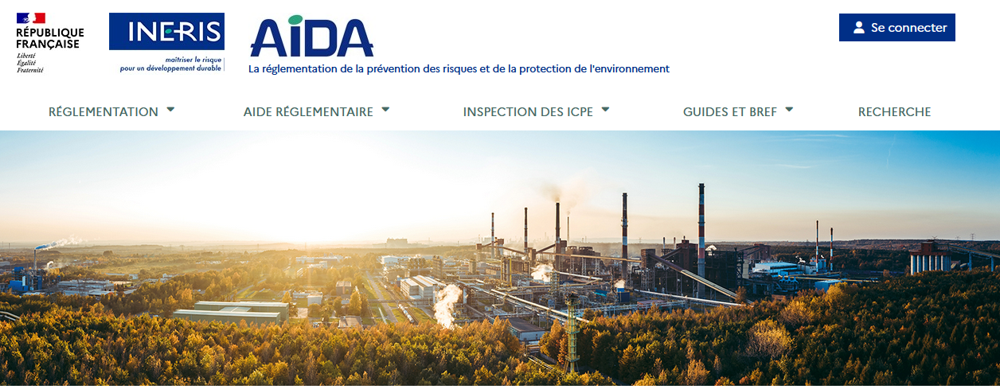 RÉPUBLIQUE
FRANÇAISE
Liberté
Égalité
Fraternité
INERIS
maîtriser le risque
pour un développement durable
AiDA
La réglementation de la prévention des risques et de la protection de l'environnement
Se connecter
RÉGLEMENTATION
AIDE RÉGLEMENTAIRE
INSPECTION DES ICPE
GUIDES ET BREF
RECHERCHE